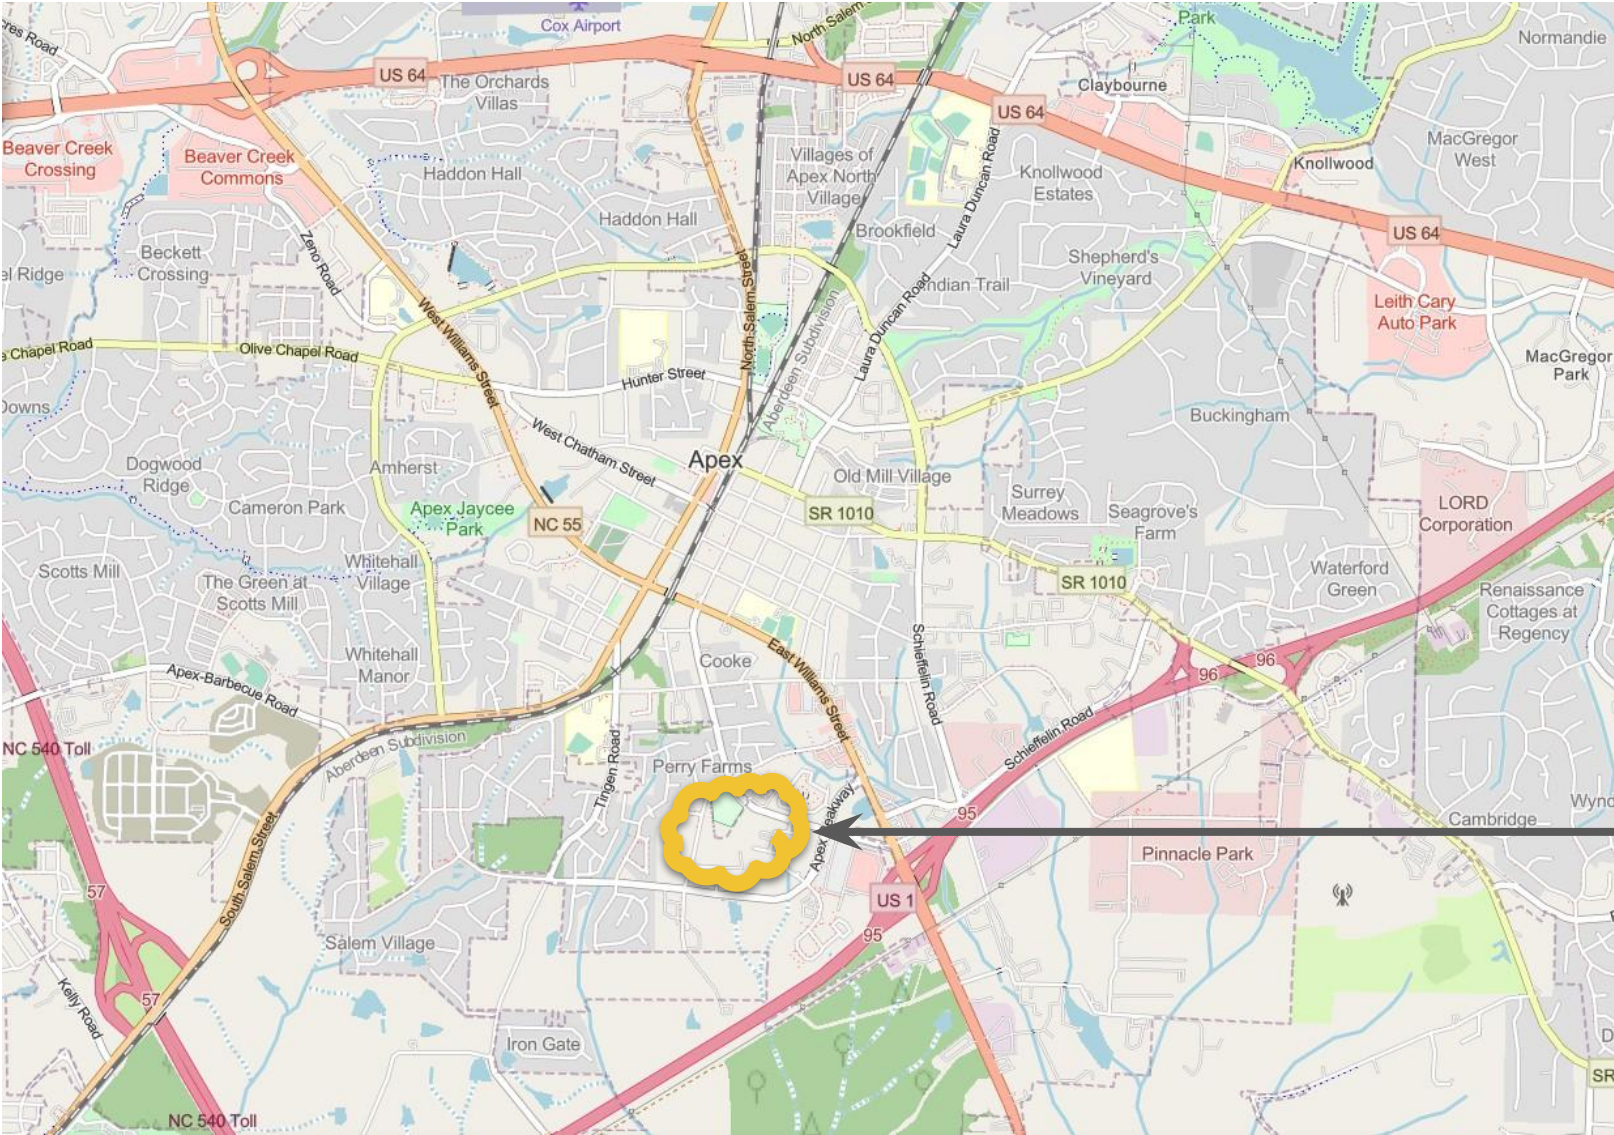 Cox Airport
North Salem
Park
Normandie
cres Road
US 64
The Orchards
Villas
US 64
US 64
Claybourne
Beaver Creek
Crossing
Beaver Creek
Commons
Haddon Hall
Villages of
Apex North
Village
Laura Duncan Road
Knollwood
Estates
Knollwood
MacGregor
West
Haddon Hall
Brookfield
US 64
el Ridge
Beckett
Crossing
Zeno Road
North Salem Street
Indian Trail
Shepherd's
Vineyard
West Williams Street
Aberdeen Subdivision
Laura Duncan Road
Leith Cary
Auto Park
e Chapel Road
Olive Chapel Road
Hunter Street
MacGregor
Park
Downs
West Chatham Street
Buckingham
Dogwood
Ridge
Amherst
Apex
Old Mill Village
Cameron Park
Apex Jaycee
Park
NC 55
SR 1010
Surrey
Meadows
Seagrove's
Farm
LORD
Corporation
Scotts Mill
The Green at
Scotts Mill
Whitehall
Village
SR 1010
Waterford
Green
Renaissance
Cottages at
Regency
Whitehall
Manor
Cooke
East Williams Street
Schieffelin Road
96
96
Apex-Barbecue Road
NC 540 Toll
Aberdeen Subdivision
Tingen Road
Perry Farms
Schieffelin Road
95
Cambridge
Wynd
South Salem Street
Apex Peakway
Pinnacle Park
57
US 1
95
Salem Village
Kelly Road
57
Iron Gate
D
SR
NC 540 Toll